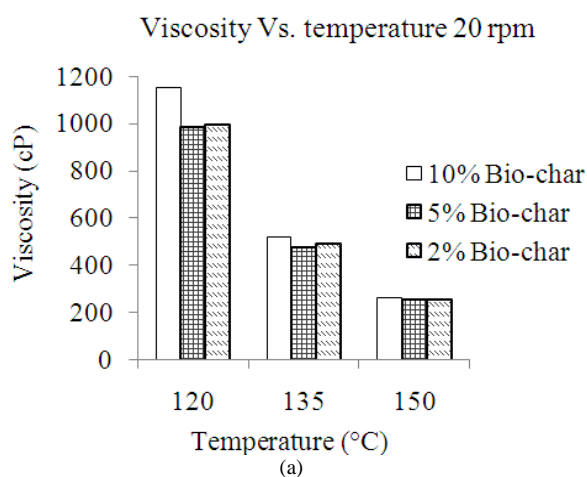 Viscosity Vs. temperature 20 rpm
1200
1000
800
600
400
200
0
Viscosity (cP)
120 135 150
Temperature (°C)
10% Bio-char
5% Bio-char
2% Bio-char
(a)